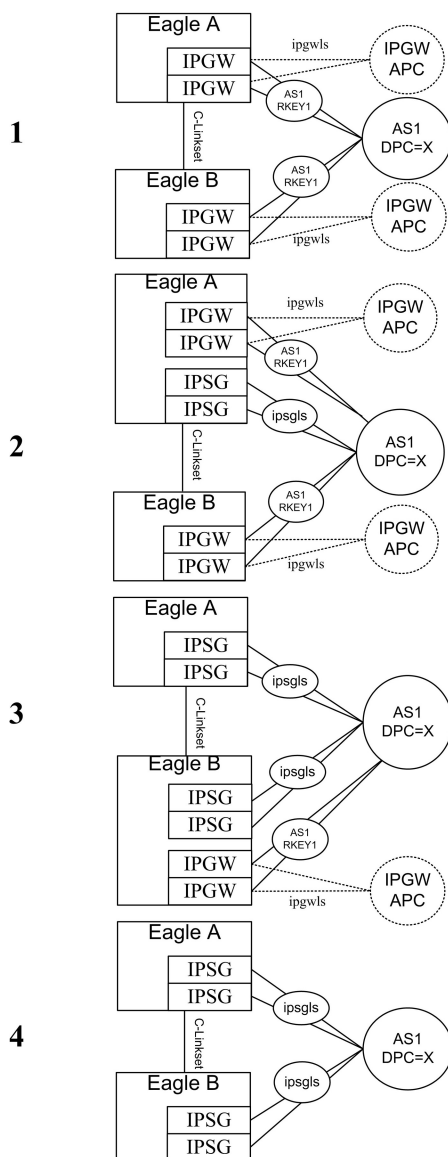 Eagle A
ipgwls
IPGW
IPGW
IPGW
APC
AS1
RKEY1
1
C-Linkset
AS1
DPC=X
AS1
RKEY1
Eagle B
IPGW
IPGW
ipgwls
IPGW
APC
Eagle A
ipgwls
IPGW
IPGW
IPGW
APC
AS1
RKEY1
IPSG
IPSG
ipsgls
2
C-Linkset
AS1
DPC=X
AS1
RKEY1
Eagle B
IPGW
IPGW
ipgwls
IPGW
APC
Eagle A
IPSG
IPSG
ipsgls
3
C-Linkset
AS1
DPC=X
Eagle B
ipsgls
IPSG
IPSG
AS1
RKEY1
IPGW
IPGW
ipgwls
IPGW
APC
Eagle A
IPSG
IPSG
ipsgls
4
C-Linkset
AS1
DPC=X
Eagle B
ipsgls
IPSG
IPSG